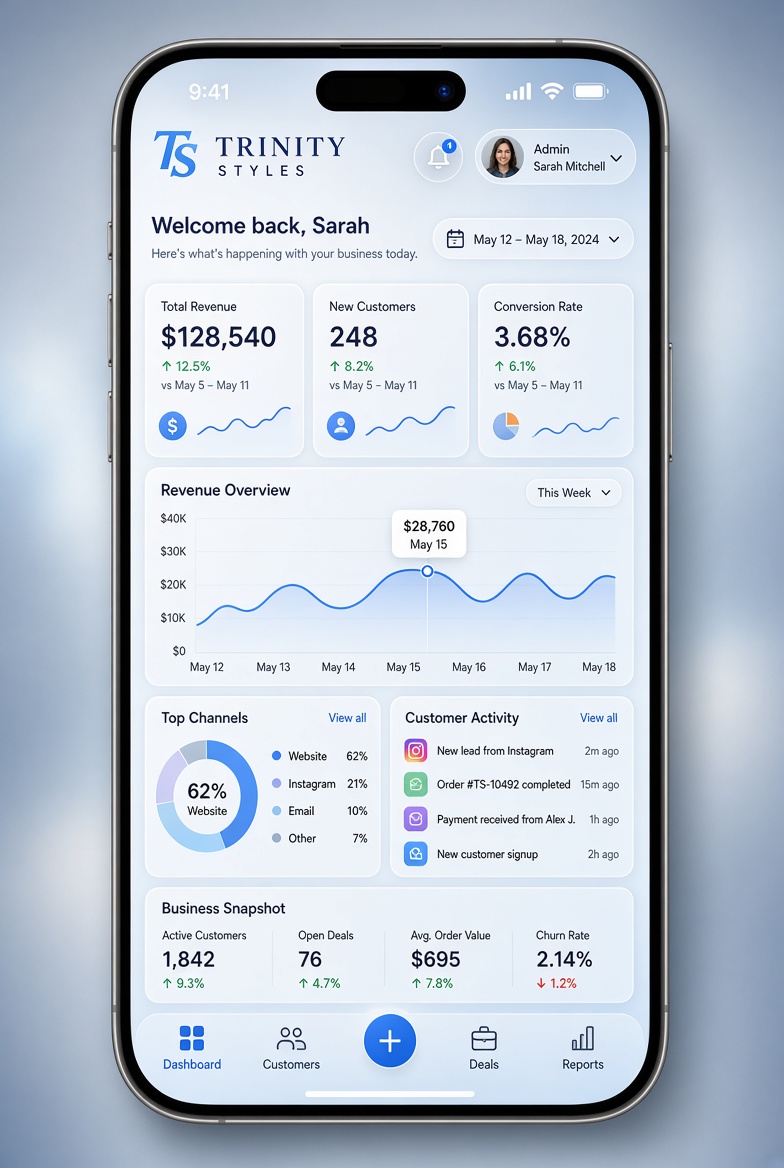 9:41
TS
TRINITY
STYLES
1
Admin
Sarah Mitchell
Welcome back, Sarah
Here's what's happening with your business today.
May 12 – May 18, 2024
Total Revenue
$128,540
↑ 12.5%
vs May 5 – May 11
$
New Customers
248
↑ 8.2%
vs May 5 – May 11
Conversion Rate
3.68%
↑ 6.1%
vs May 5 – May 11
Revenue Overview
This Week
$40K
$30K
$20K
$10K
$0
$28,760
May 15
May 12 May 13 May 14 May 15 May 16 May 17 May 18
Top Channels
View all
62%
Website
Website 62%
Instagram 21%
Email 10%
Other 7%
Customer Activity
View all
New lead from Instagram 2m ago
Order #TS-10492 completed 15m ago
Payment received from Alex J. 1h ago
New customer signup 2h ago
Business Snapshot
Active Customers
1,842
↑ 9.3%
Open Deals
76
↑ 4.7%
Avg. Order Value
$695
↑ 7.8%
Churn Rate
2.14%
↓ 1.2%
Dashboard
Customers
+
Deals
Reports